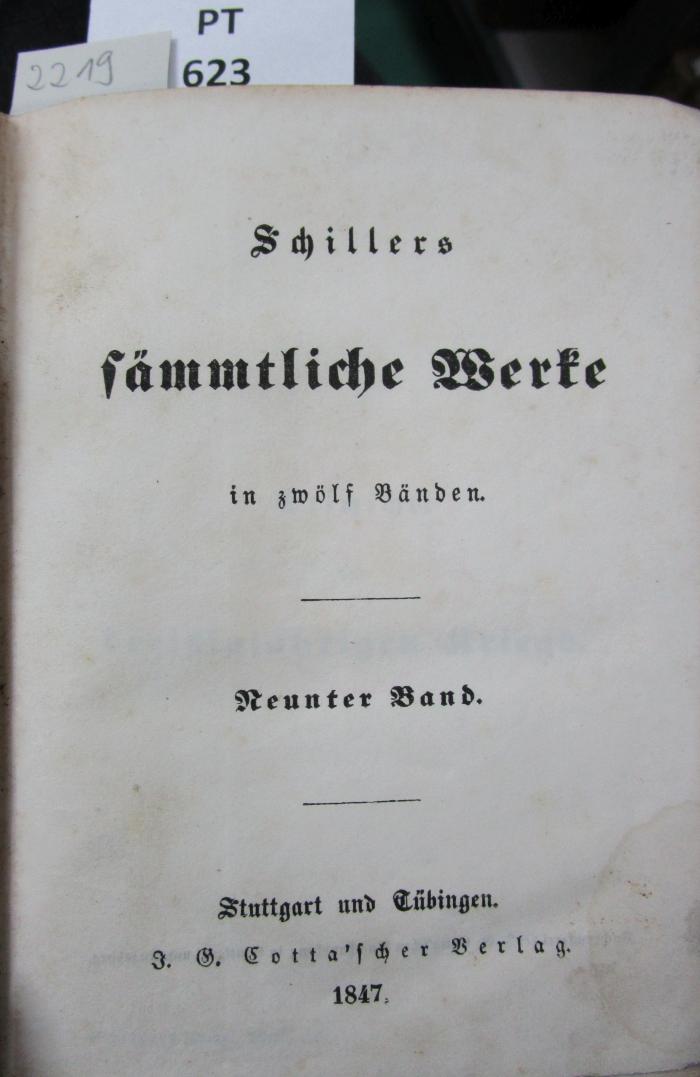 PT
623
2219
Schillers
sämmtliche Werke
in zwölf Bänden.
Neunter Band.
Stuttgart und Tübingen.
J. G. Cotta'scher Verlag.
1847.